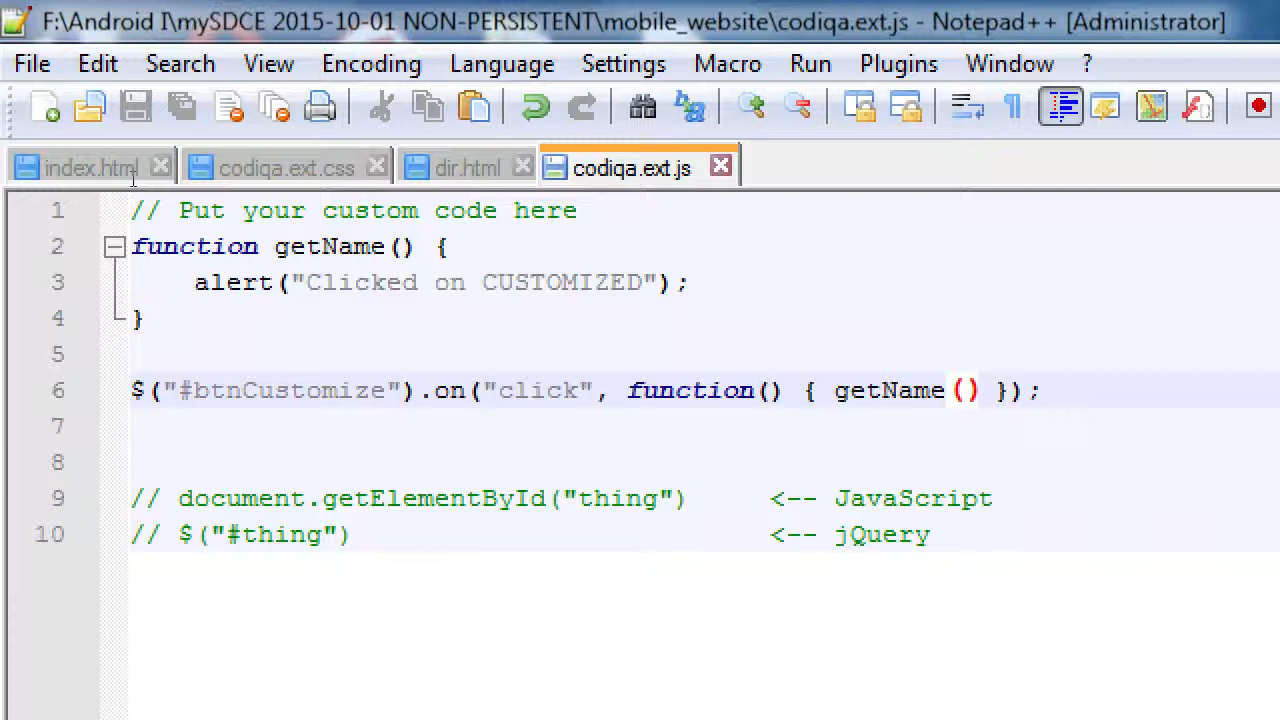 F:\Android I\mySDCE 2015-10-01 NON-PERSISTENT\mobile_website\codiqa.ext.js - Notepad++ [Administrator]
File Edit Search View Encoding Language Settings Macro Run Plugins Window ?
index.html codiqa.ext.css dir.html codiqa.ext.js
1 // Put your custom code here
2 function getName() {
3 alert("Clicked on CUSTOMIZED");
4 }
5
6 $("#btnCustomize").on("click", function() { getName() });
7
8
9 // document.getElementById("thing") <-- JavaScript
10 // $("#thing") <-- jQuery